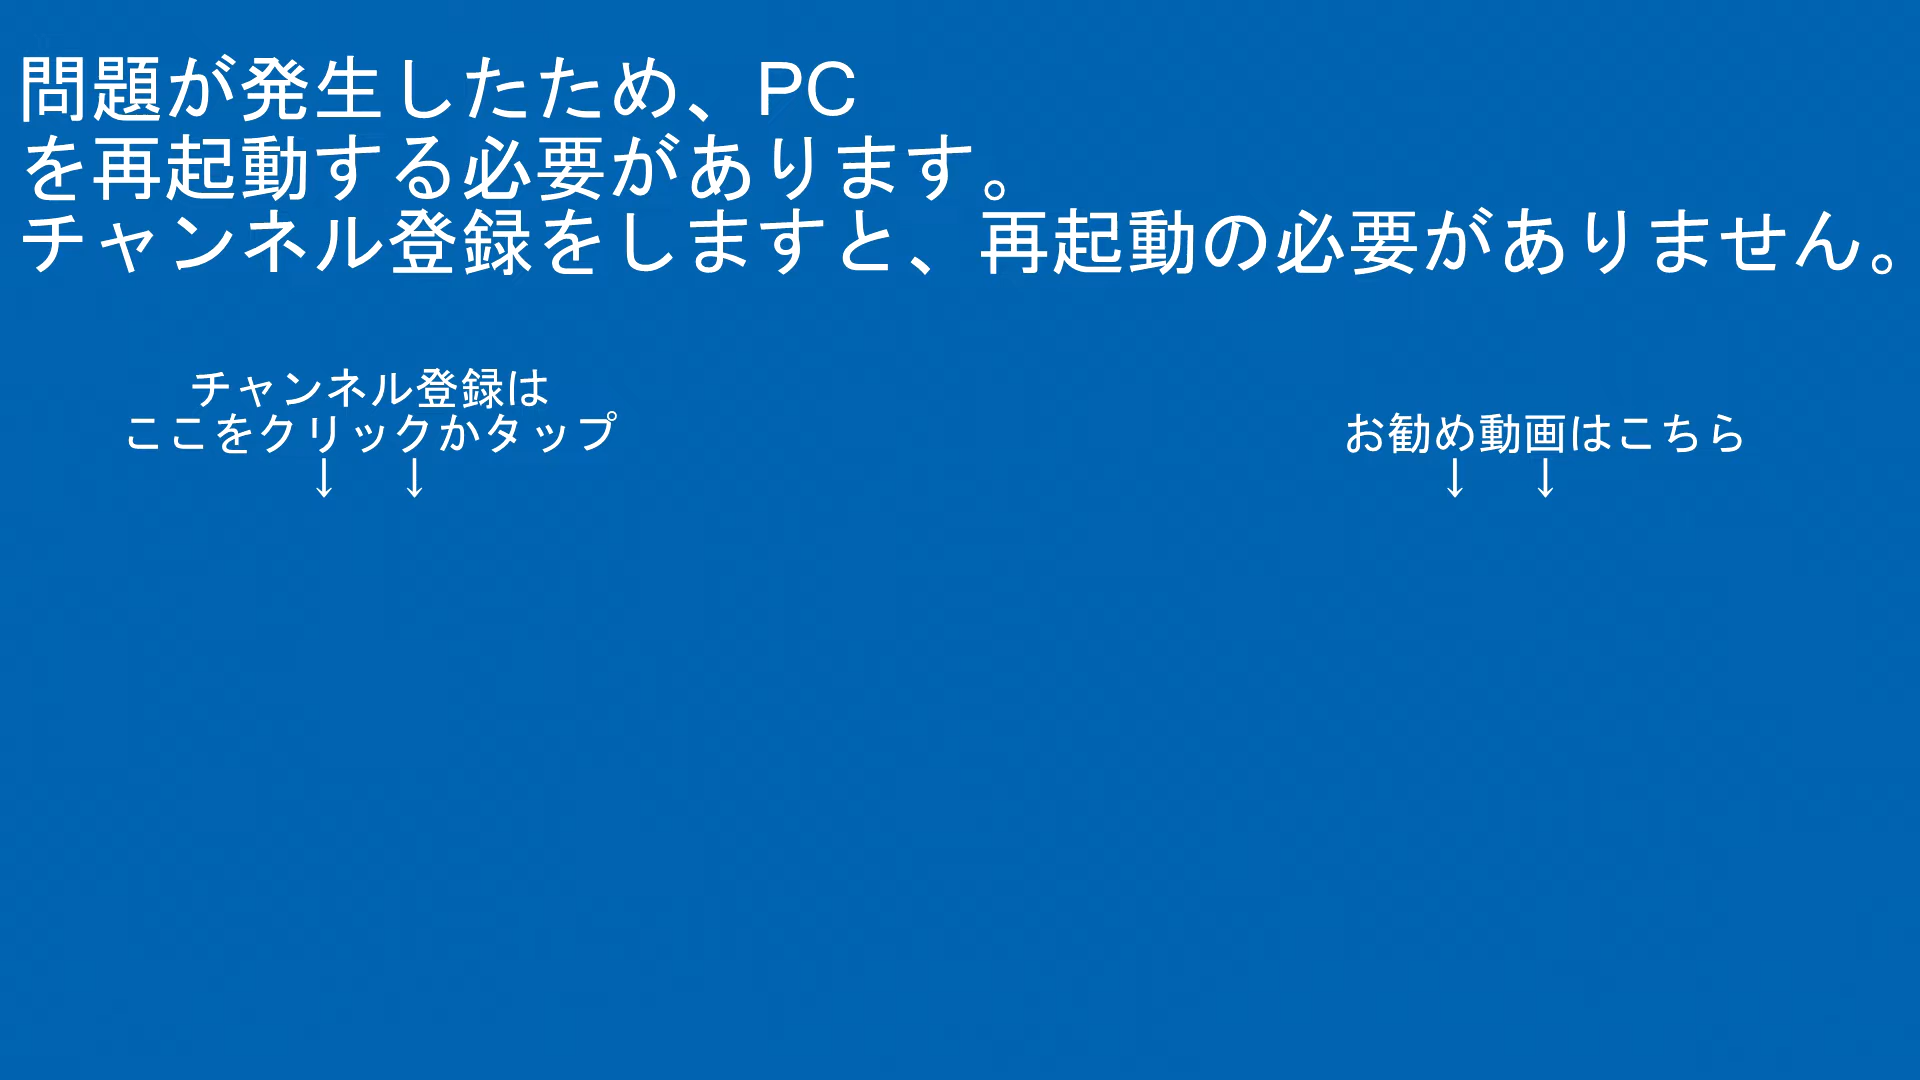 問題が発生したため、PC
を再起動する必要があります。
チャンネル登録をしますと、再起動の必要がありません。
チャンネル登録は
ここをクリックかタップ
↓ ↓
お勧め動画はこちら
↓ ↓